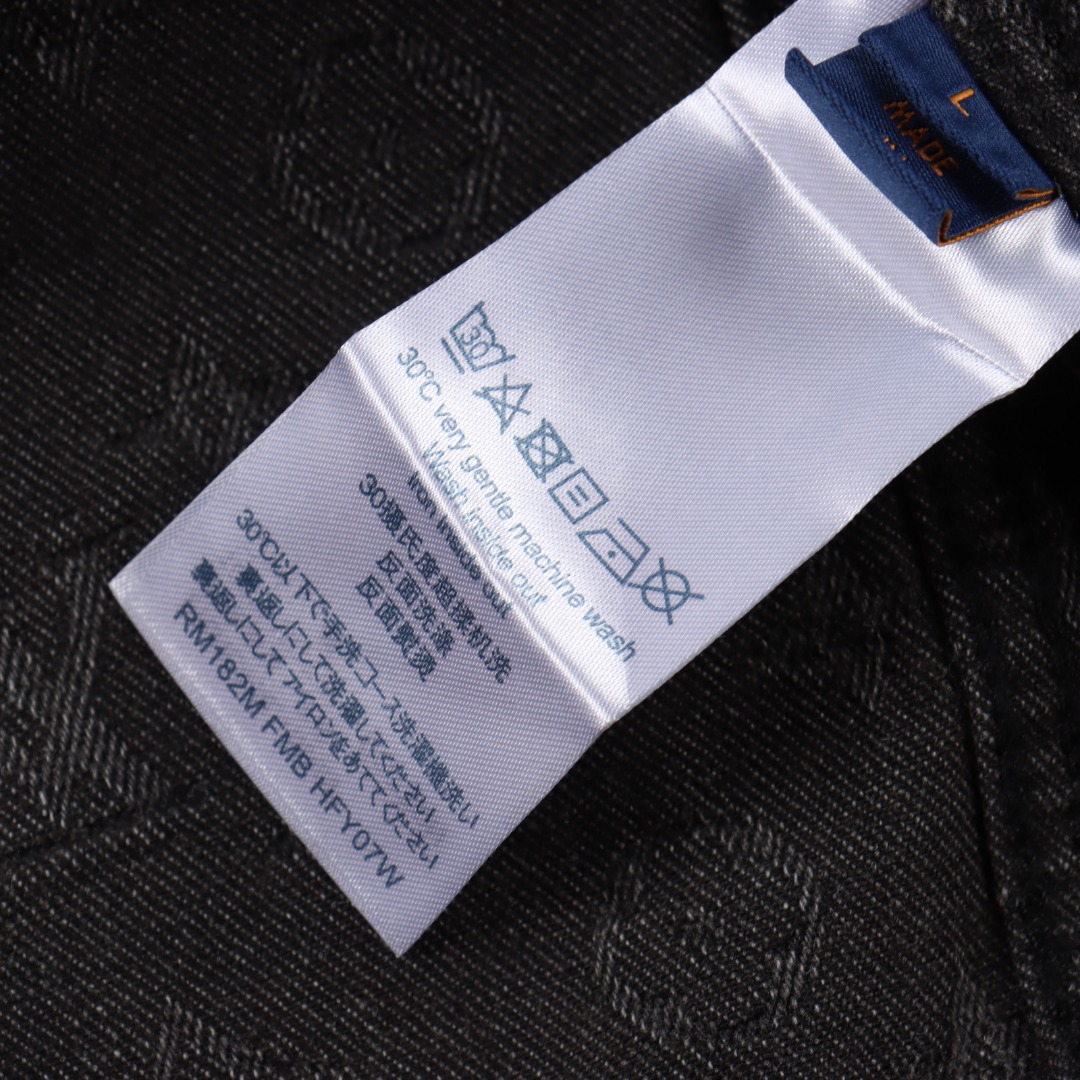 L
MADE
30
30°C very gentle machine wash
Wash inside out
Iron inside out
30攝氏度超柔机洗
反面洗滌
反面熨烫
30℃以下で手洗コース洗濯機洗い
裏返しにして洗濯してください
裏返しにしてアイロンをあててください
RM182M FMB HFY07W